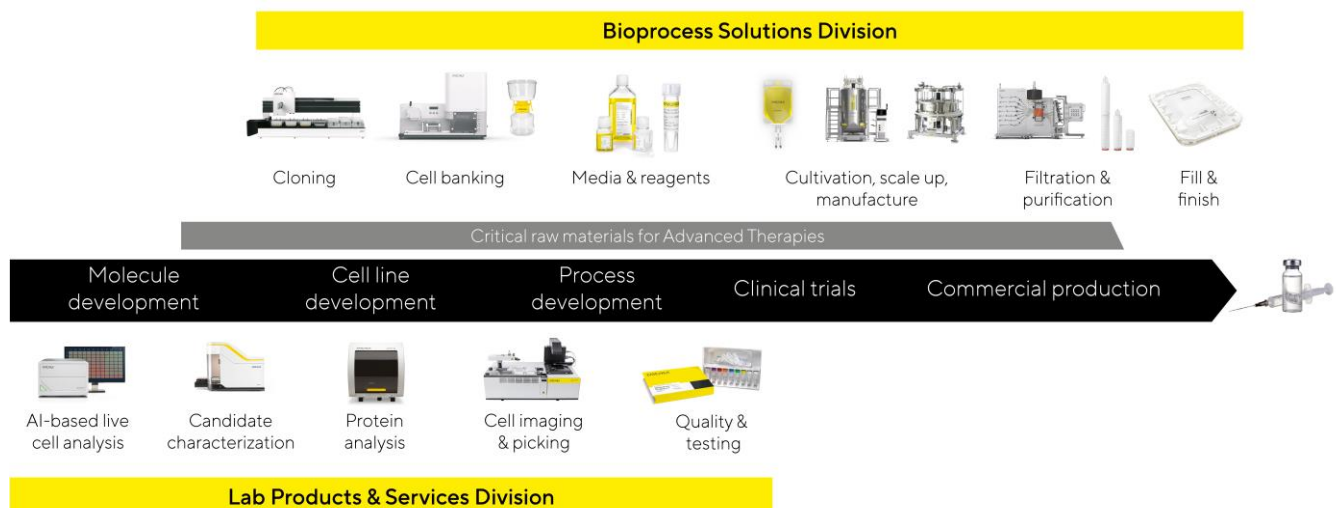 Bioprocess Solutions Division
Cloning
Cell banking
Media & reagents
Cultivation, scale up,
manufacture
Filtration &
purification
Fill &
finish
Critical raw materials for Advanced Therapies
Molecule
development
Cell line
development
Process
development
Clinical trials
Commercial production
AI-based live
cell analysis
Candidate
characterization
Protein
analysis
Cell imaging
& picking
Quality &
testing
Lab Products & Services Division